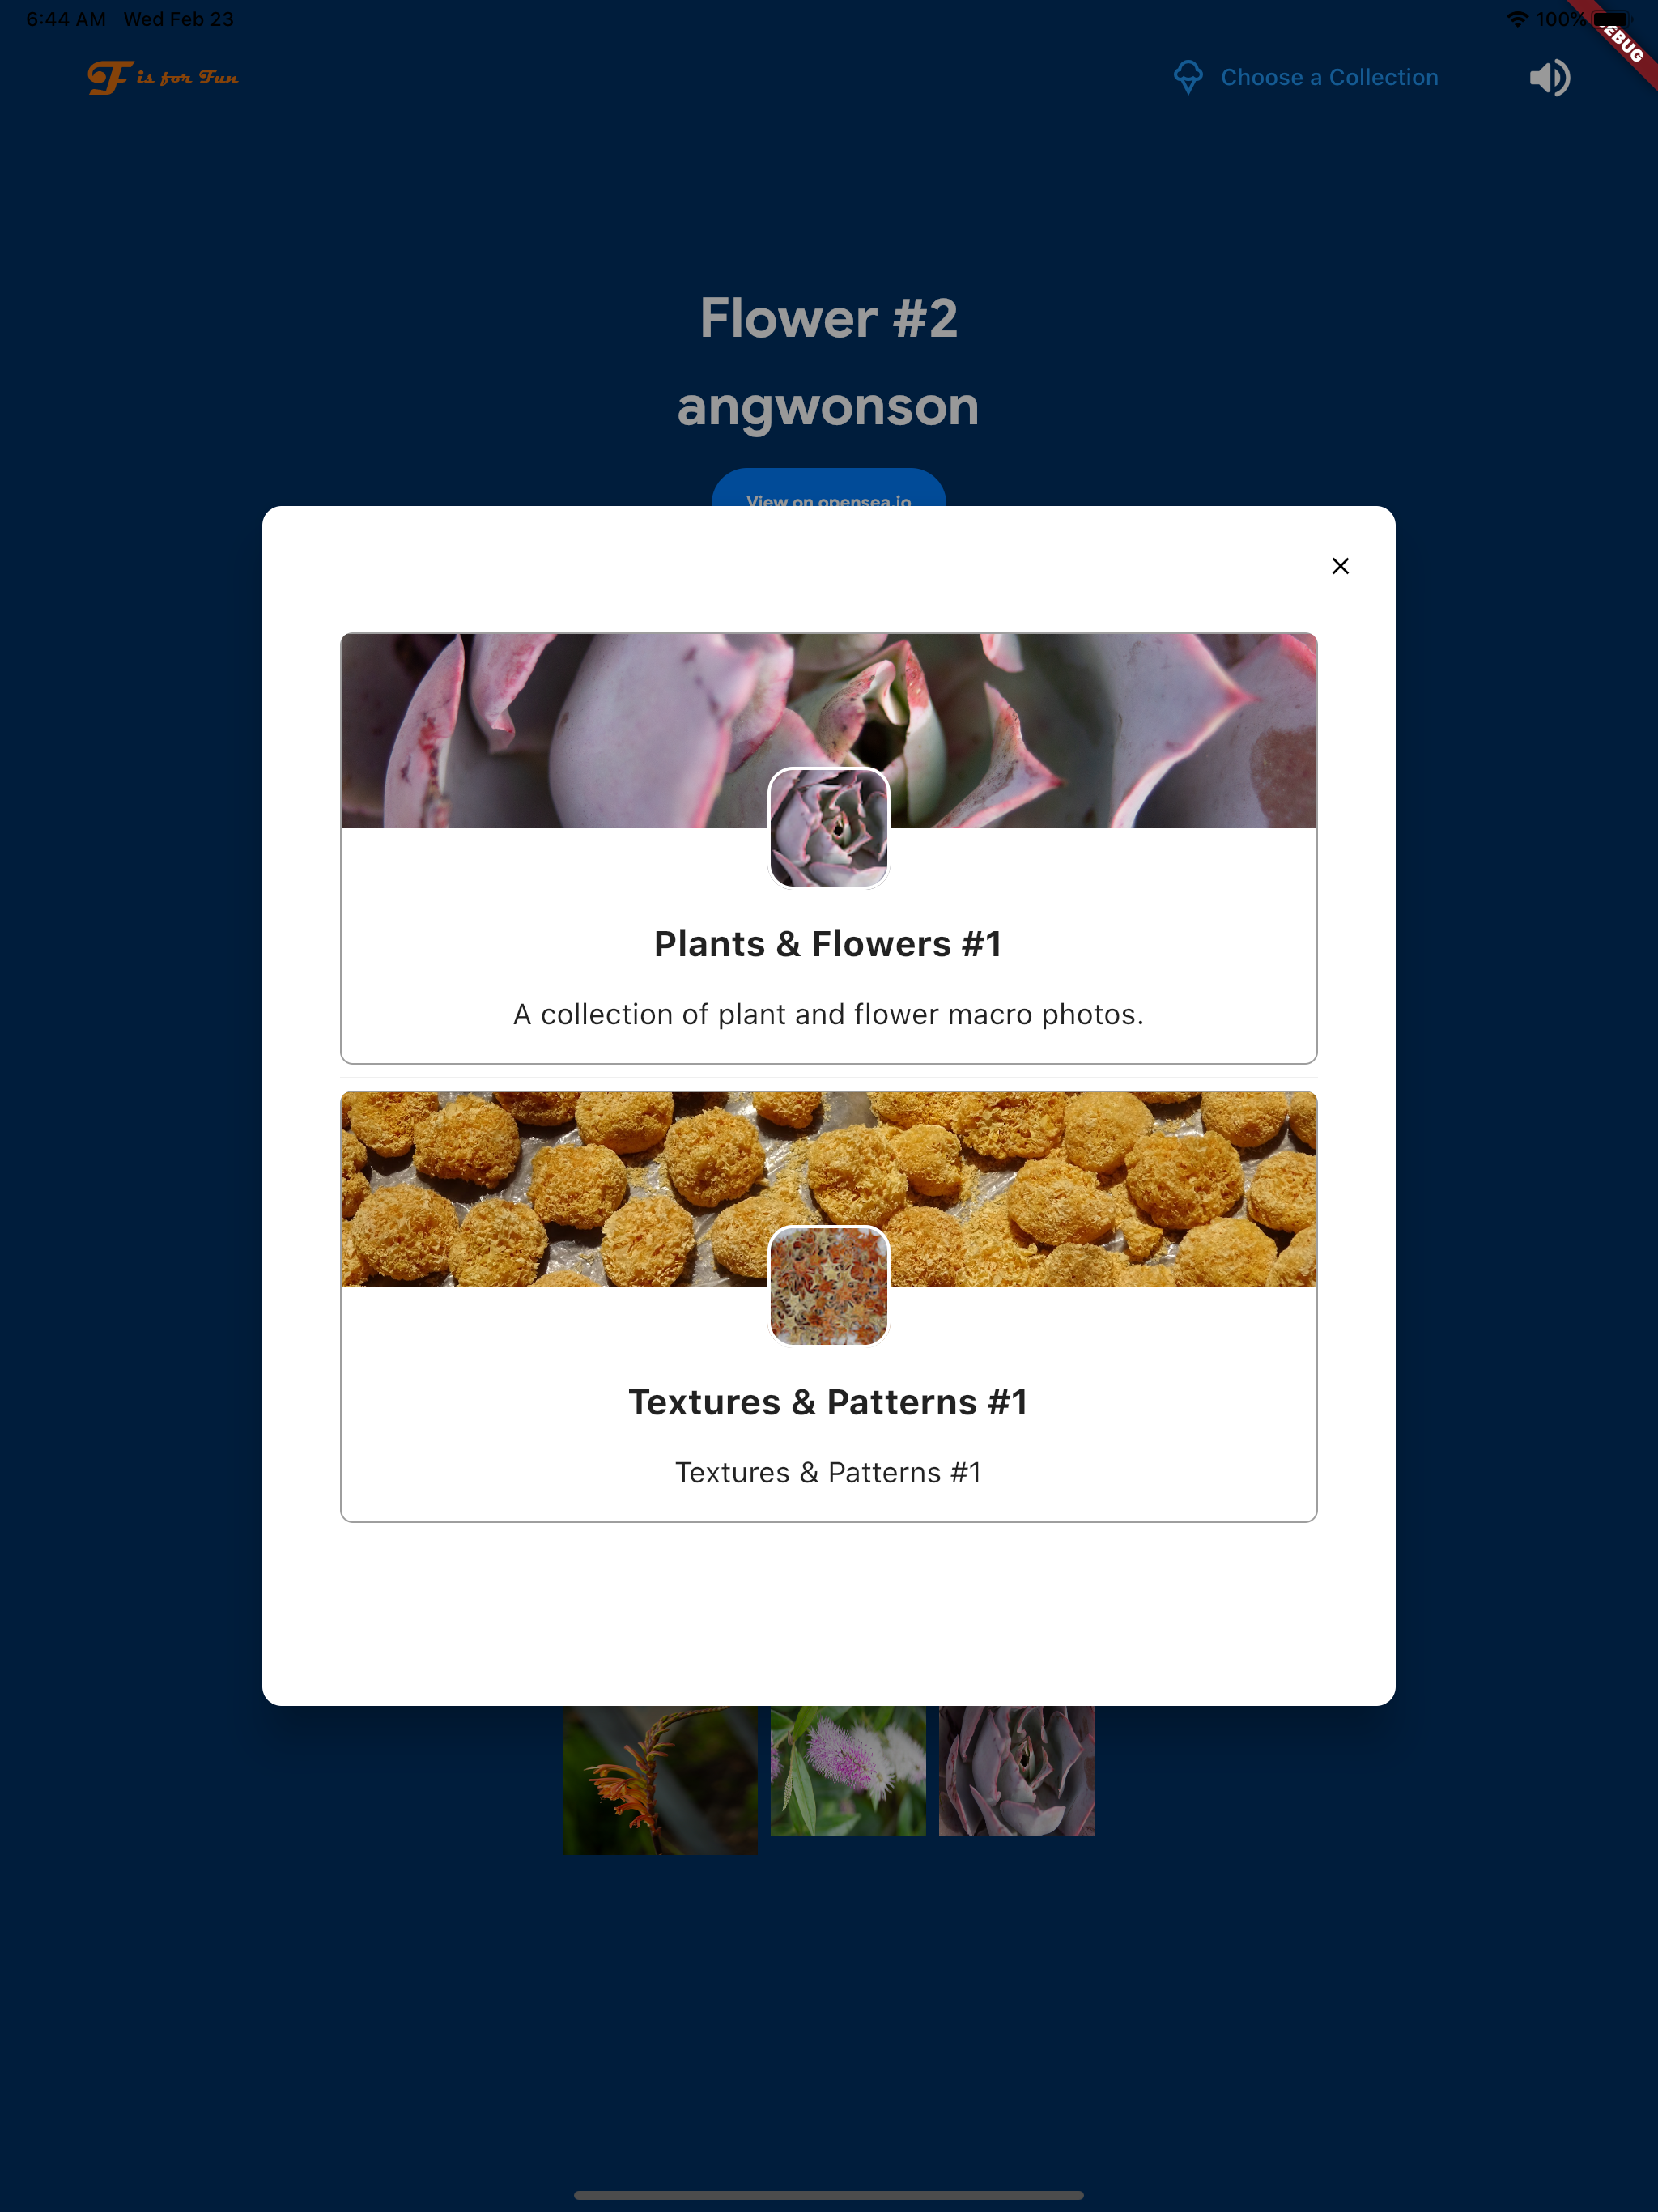 6:44 AM Wed Feb 23
100%
EBUG
F is for Fun
Choose a Collection
Flower #2
angwonson
View on opensea.io
Plants & Flowers #1
A collection of plant and flower macro photos.
Textures & Patterns #1
Textures & Patterns #1